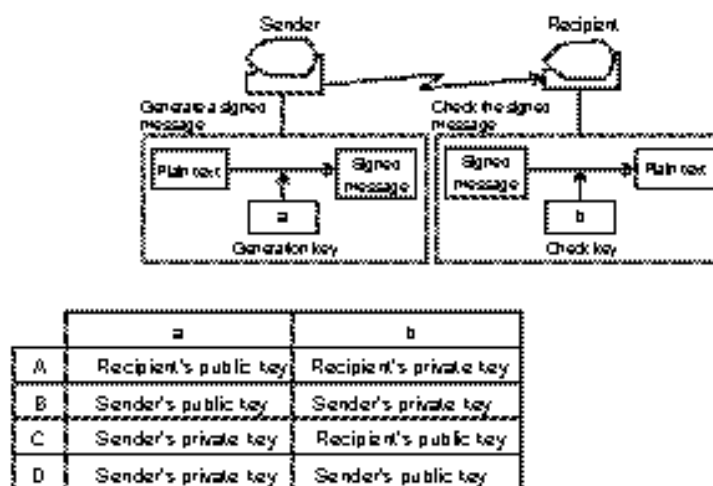 Sender
Recipient
Generate a signed
message
Check the signed
message
Plain text
Signed
message
Signed
message
Plain text
a
b
Generation key
Check key
a
b
A
Recipient's public key
Recipient's private key
B
Sender's public key
Sender's private key
C
Sender's private key
Recipient's public key
D
Sender's private key
Sender's public key